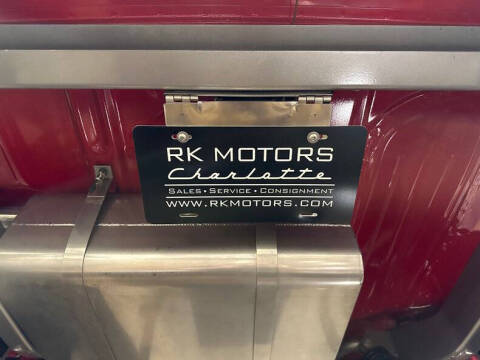 RK MOTORS
Charlotte
SALES • SERVICE • CONSIGNMENT
WWW.RKMOTORS.COM